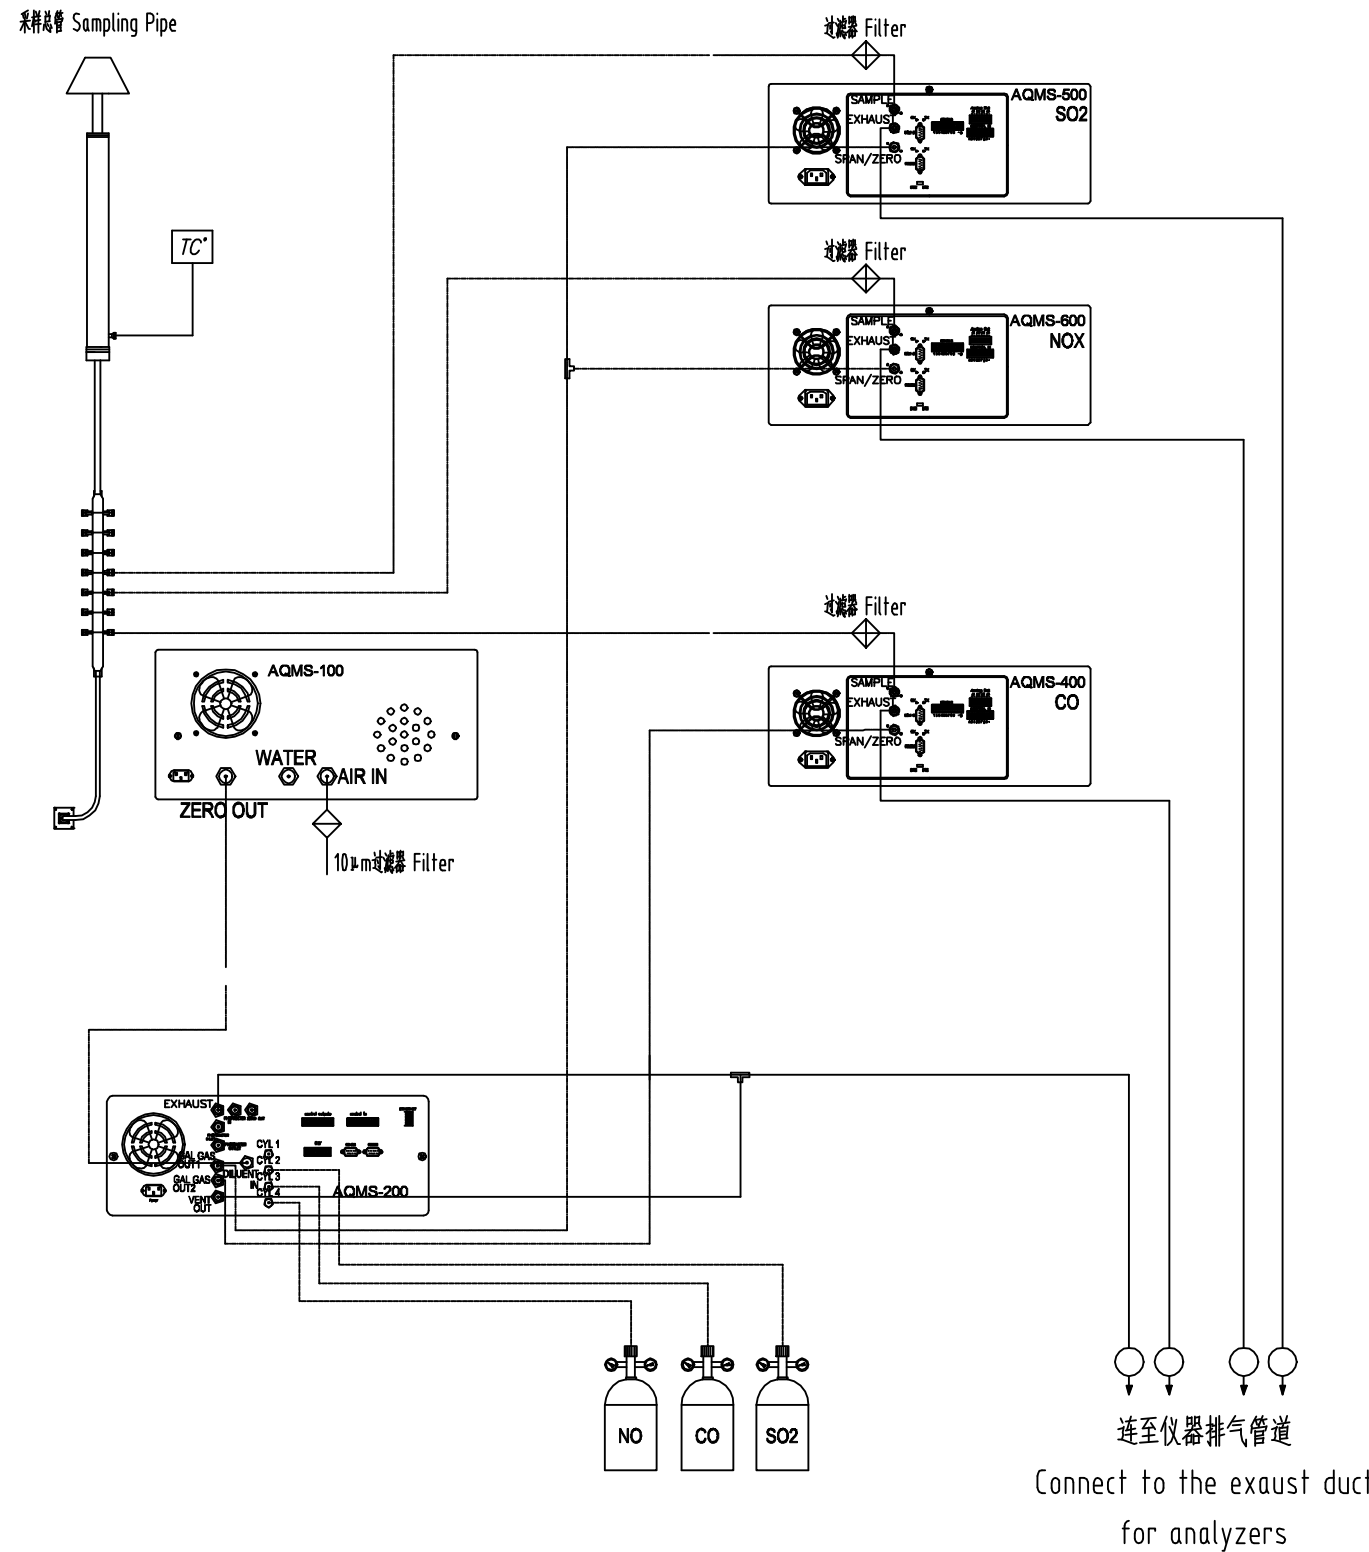 采样总管 Sampling Pipe
过滤器 Filter
SAMPLE
EXHAUST
SPAN/ZERO
AQMS-500
SO2
TC°
过滤器 Filter
SAMPLE
EXHAUST
SPAN/ZERO
AQMS-600
NOX
过滤器 Filter
SAMPLE
EXHAUST
SPAN/ZERO
AQMS-400
CO
AQMS-100
WATER
AIR IN
ZERO OUT
10μm过滤器 Filter
EXHAUST
CYL 1
CYL 2
CYL 3
CYL 4
GAL GAS
OUT1
DILUENT
IN
GAL GAS
OUT2
VENT
OUT
AQMS-200
NO
CO
SO2
连至仪器排气管道
Connect to the exaust duct
for analyzers